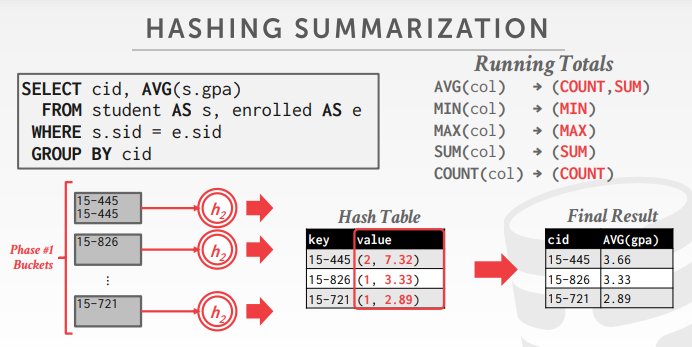 HASHING SUMMARIZATION
SELECT cid, AVG(s.gpa)
FROM student AS s, enrolled AS e
WHERE s.sid = e.sid
GROUP BY cid
Running Totals
AVG(col) → (COUNT,SUM)
MIN(col) → (MIN)
MAX(col) → (MAX)
SUM(col) → (SUM)
COUNT(col) → (COUNT)
Phase #1
Buckets
15-445
15-445
h2
15-826
h2
⋮
15-721
h2
Hash Table
key value
15-445 (2, 7.32)
15-826 (1, 3.33)
15-721 (1, 2.89)
Final Result
cid AVG(gpa)
15-445 3.66
15-826 3.33
15-721 2.89